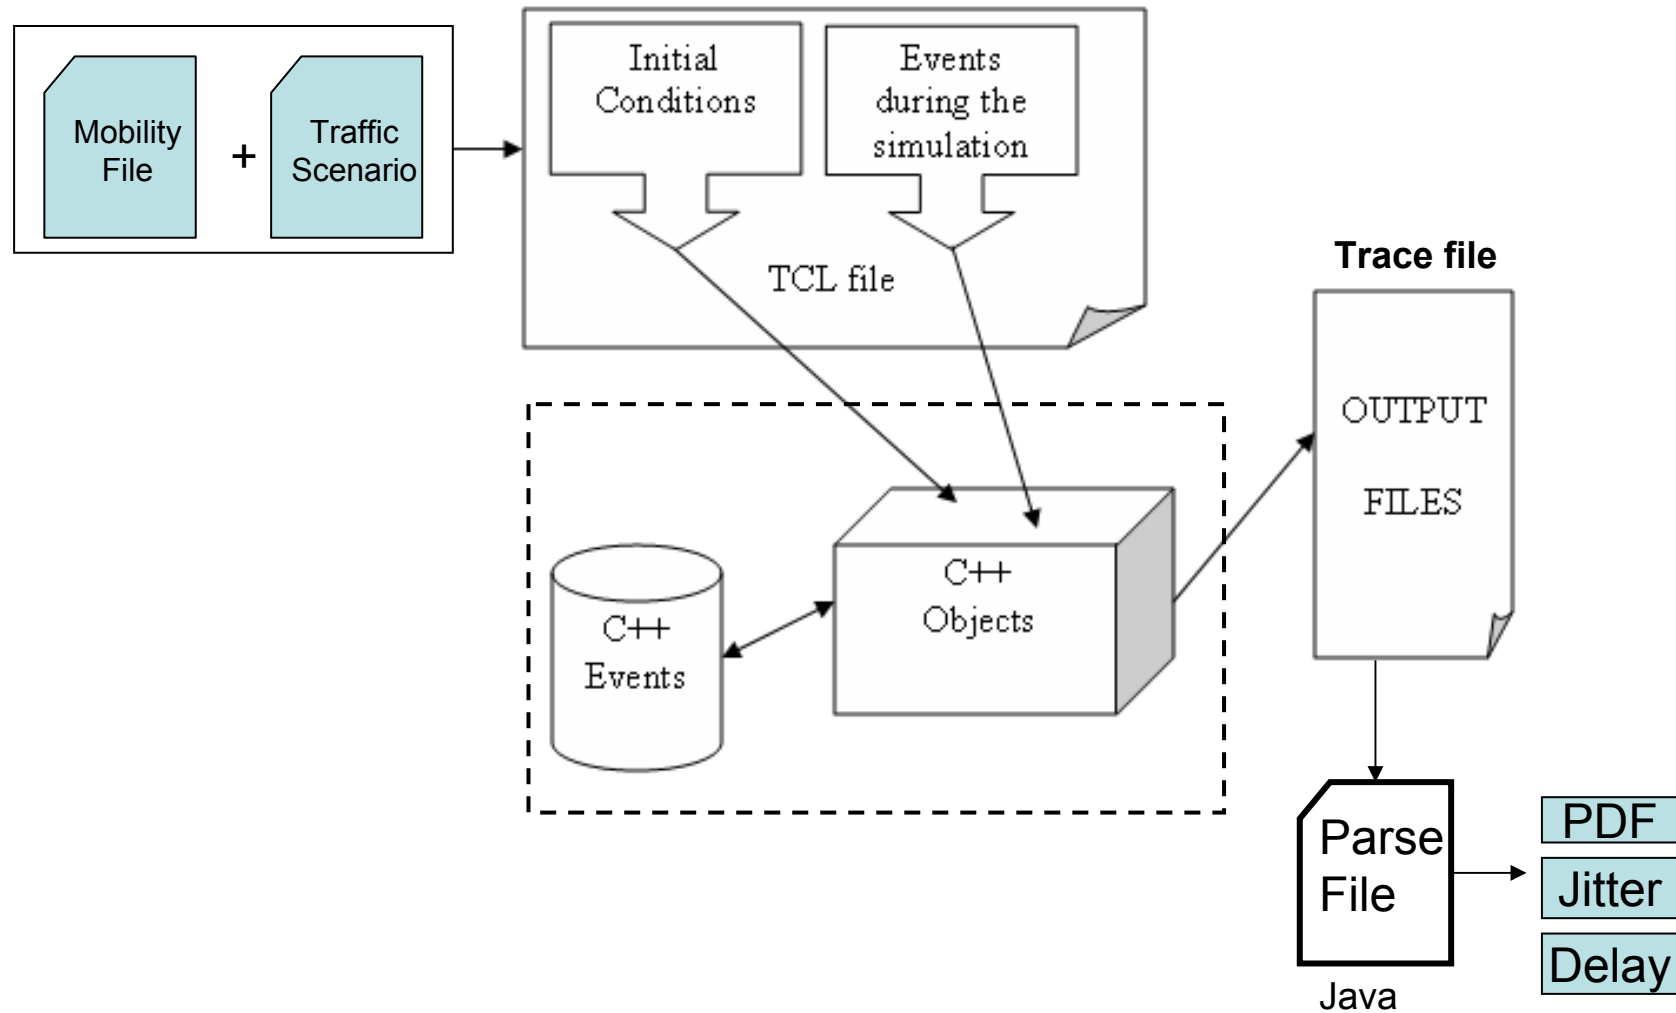 Mobility
File
+
Traffic
Scenario
Initial
Conditions
Events
during the
simulation
TCL file
Trace file
OUTPUT
FILES
C++
Events
C++
Objects
Parse
File
Java
PDF
Jitter
Delay